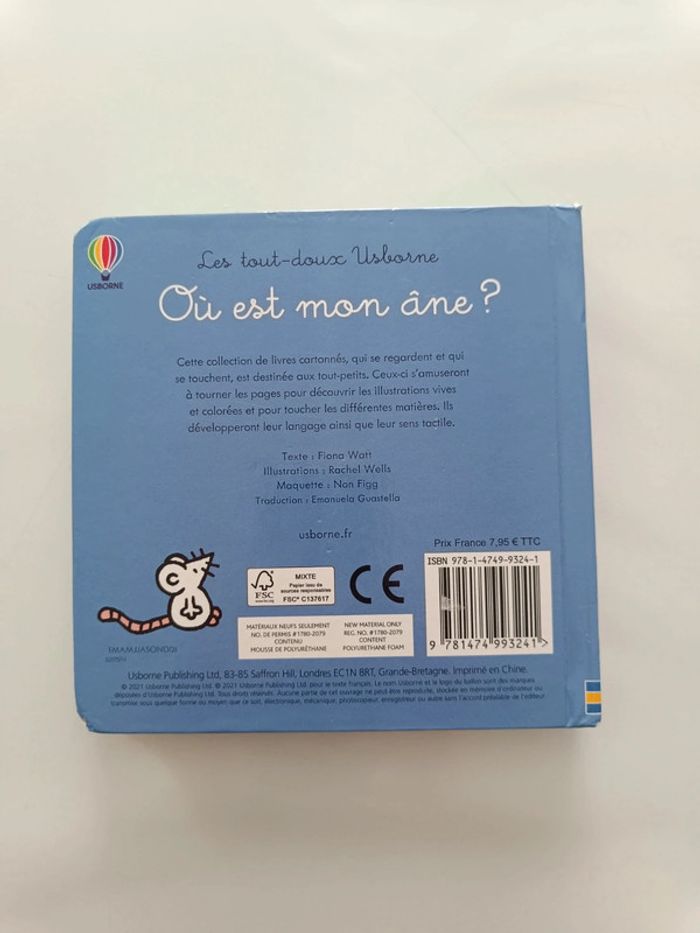 USBORNE
Les tout-doux Usborne
Où est mon âne ?
Cette collection de livres cartonnés, qui se regardent et qui
se touchent, est destinée aux tout-petits. Ceux-ci s'amuseront
à tourner les pages pour découvrir les illustrations vives
et colorées et pour toucher les différentes matières. Ils
développeront leur langage ainsi que leur sens tactile.
Texte : Fiona Watt
Illustrations : Rachel Wells
Maquette : Non Figg
Traduction : Emanuela Guastella
usborne.fr
Prix France 7,95 € TTC
ISBN 978-1-4749-9324-1
9 781474 993241 >
FSC
www.fsc.org
MIXTE
Papier issu de
sources responsables
FSC® C137617
CE
MATÉRIAUX NEUFS SEULEMENT
NO. DE PERMIS #1780-2079
CONTENU
MOUSSE DE POLYURÉTHANE
NEW MATERIAL ONLY
REG. NO. #1780-2079
CONTENT
POLYURETHANE FOAM
Usborne Publishing Ltd, 83-85 Saffron Hill, Londres EC1N 8RT, Grande-Bretagne. Imprimé en Chine.
© 2021 Usborne Publishing Ltd. © 2021 Usborne Publishing Ltd. pour le texte français. Le nom Usborne et le logo du ballon sont des marques
déposées d'Usborne Publishing Ltd. Tous droits réservés. Aucune partie de cet ouvrage ne peut être reproduite, stockée en mémoire d'ordinateur ou
transmise sous quelque forme ou moyen que ce soit, électronique, mécanique, photocopieur, enregistreur ou autre sans l'accord préalable de l'éditeur